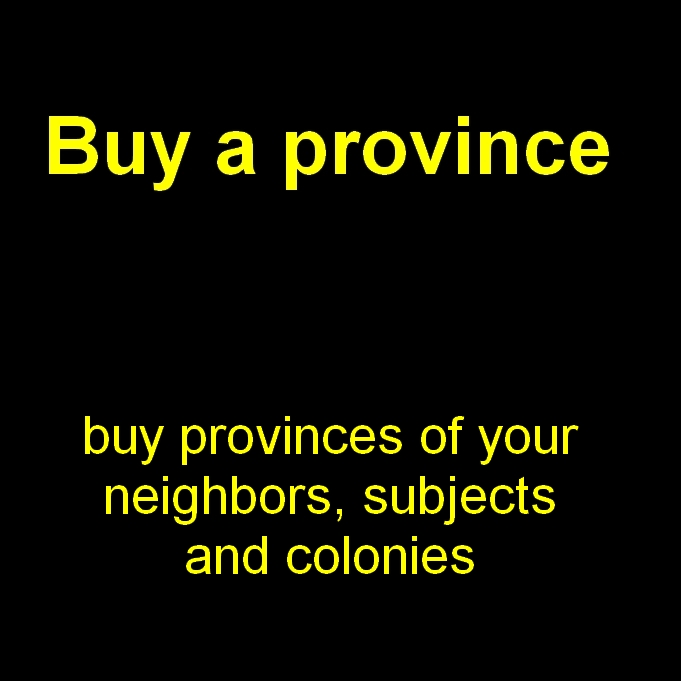 Buy a province
buy provinces of your
neighbors, subjects
and colonies